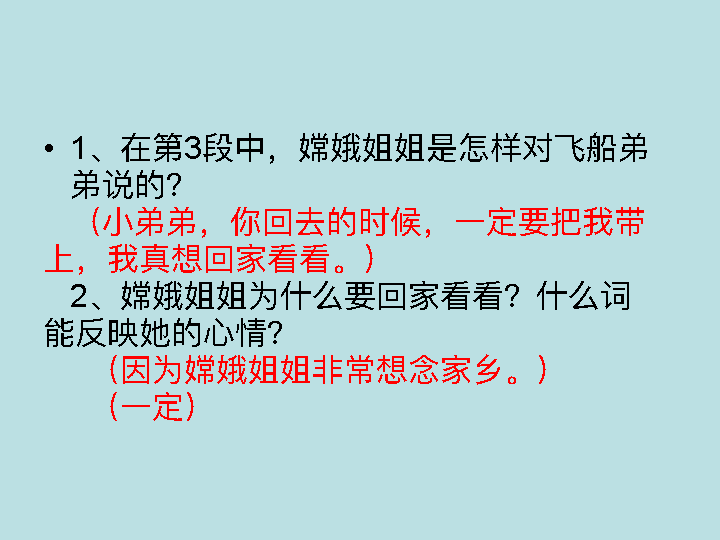 • 1、在第3段中，嫦娥姐姐是怎样对飞船弟
弟说的?
（小弟弟，你回去的时候，一定要把我带
上，我真想回家看看。）
2、嫦娥姐姐为什么要回家看看？什么词
能反映她的心情?
（因为嫦娥姐姐非常想念家乡。）
（一定）